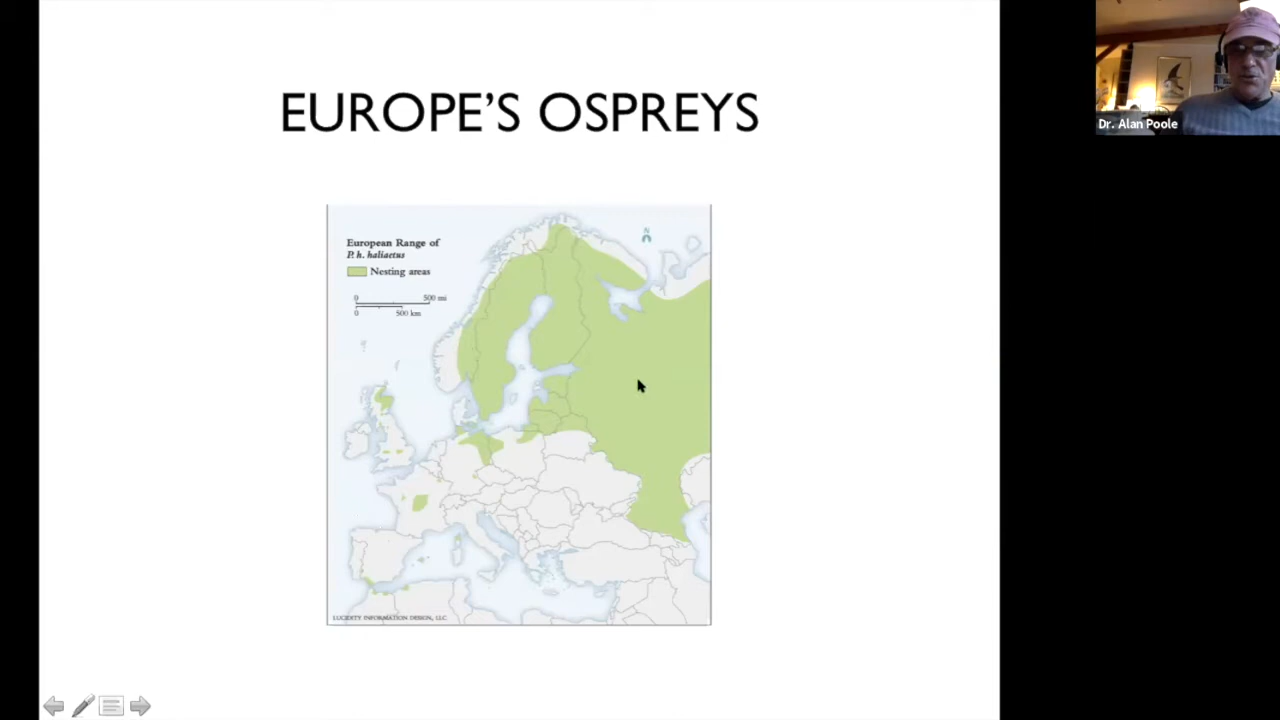 EUROPE'S OSPREYS
European Range of
P. h. haliaetus
Nesting areas
0 500 mi
0 500 km
N
LUCIDITY INFORMATION DESIGN, LLC
Dr. Alan Poole